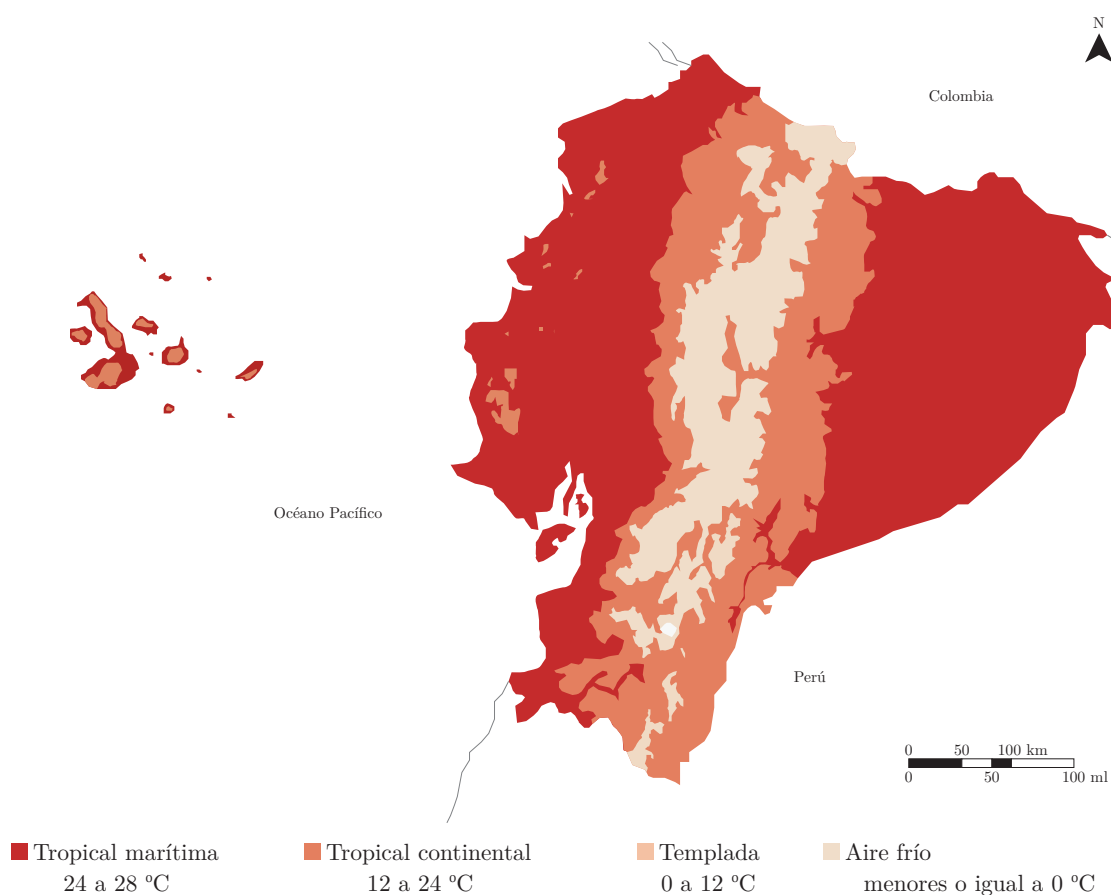 N
Colombia
Océano Pacífico
Perú
0 50 100 km
0 50 100 ml
Tropical marítima
24 a 28 ºC
Tropical continental
12 a 24 ºC
Templada
0 a 12 ºC
Aire frío
menores o igual a 0 ºC